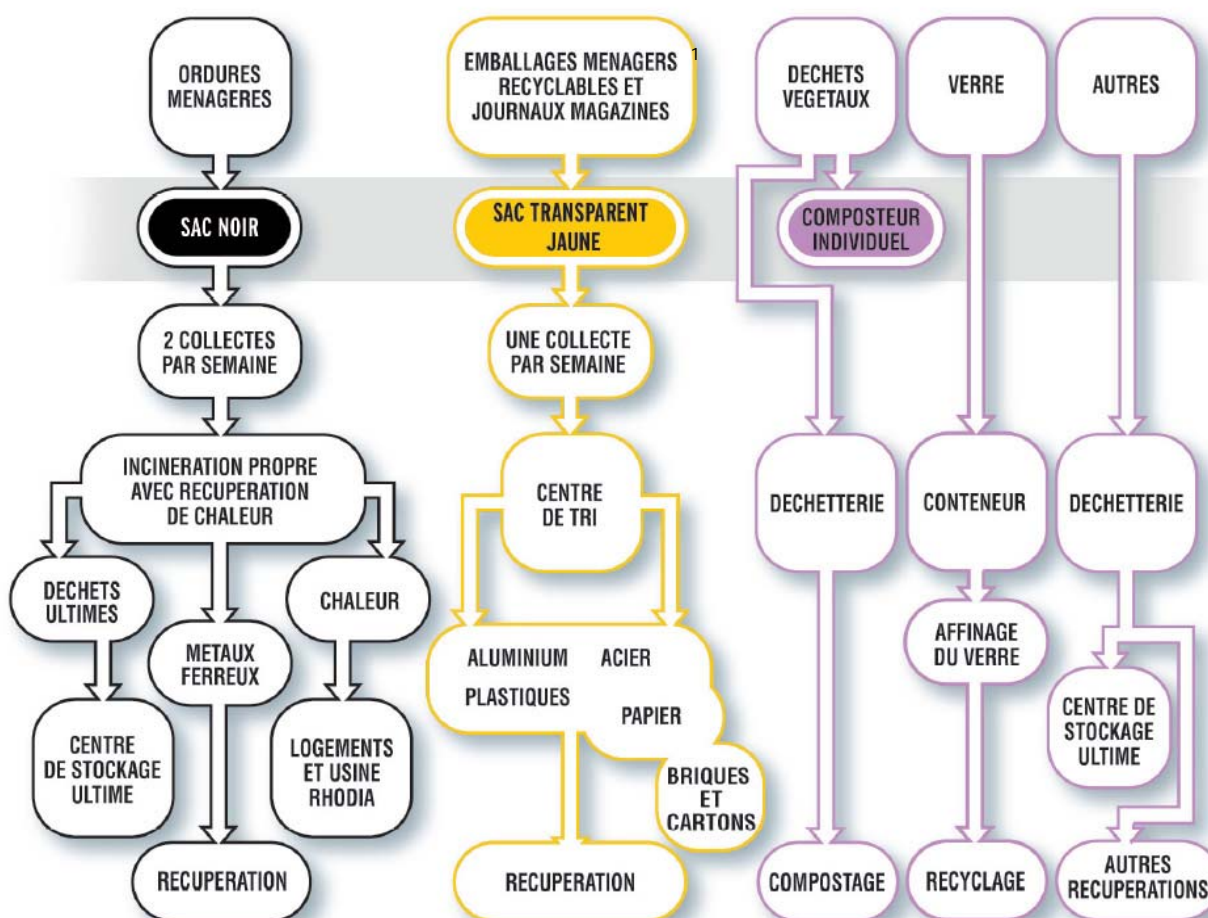 ORDURES
MENAGERES
EMBALLAGES MENAGERS 1
RECYCLABLES ET
JOURNAUX MAGAZINES
DECHETS
VEGETAUX
VERRE
AUTRES
SAC NOIR
SAC TRANSPARENT
JAUNE
COMPOSTEUR
INDIVIDUEL
2 COLLECTES
PAR SEMAINE
UNE COLLECTE
PAR SEMAINE
INCINERATION PROPRE
AVEC RECUPERATION
DE CHALEUR
CENTRE
DE TRI
DECHETTERIE
CONTENEUR
DECHETTERIE
DECHETS
ULTIMES
METAUX
FERREUX
CHALEUR
ALUMINIUM ACIER
PLASTIQUES
PAPIER
BRIQUES
ET
CARTONS
AFFINAGE
DU VERRE
CENTRE DE
STOCKAGE
ULTIME
CENTRE
DE STOCKAGE
ULTIME
LOGEMENTS
ET USINE
RHODIA
RECUPERATION
RECUPERATION
COMPOSTAGE
RECYCLAGE
AUTRES
RECUPERATIONS